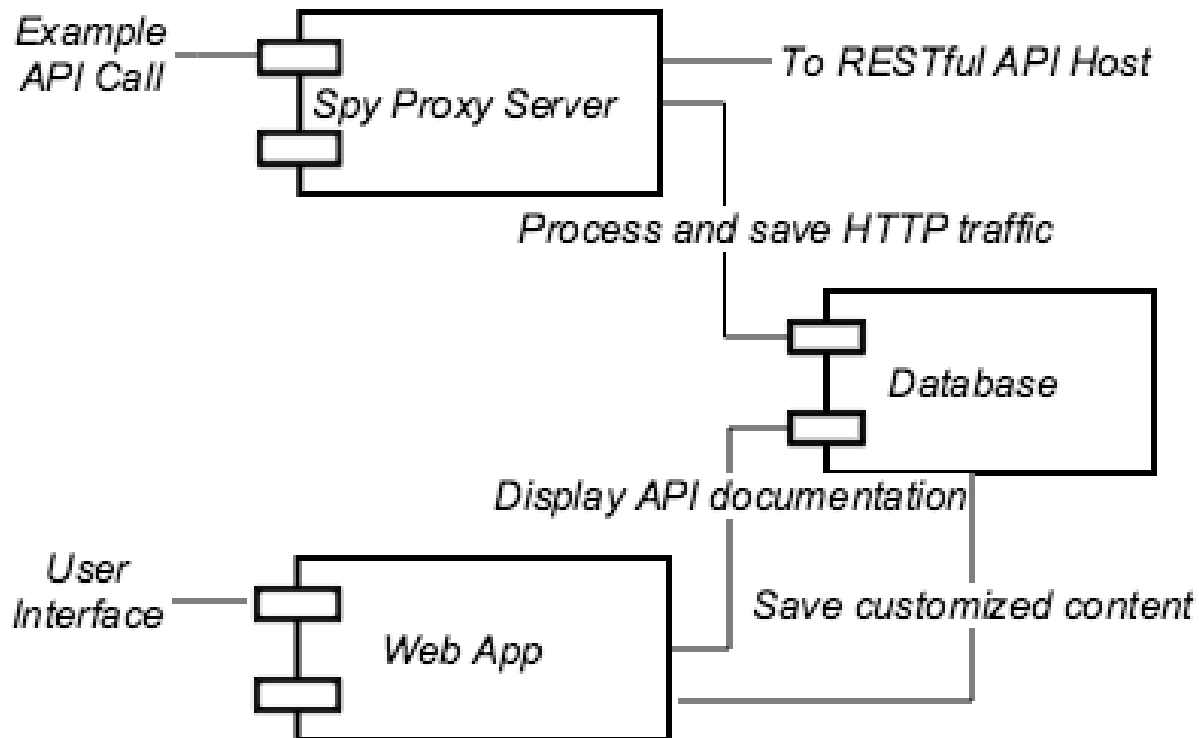 Example
API Call
To RESTful API Host
Spy Proxy Server
Process and save HTTP traffic
Database
Display API documentation
User
Interface
Save customized content
Web App